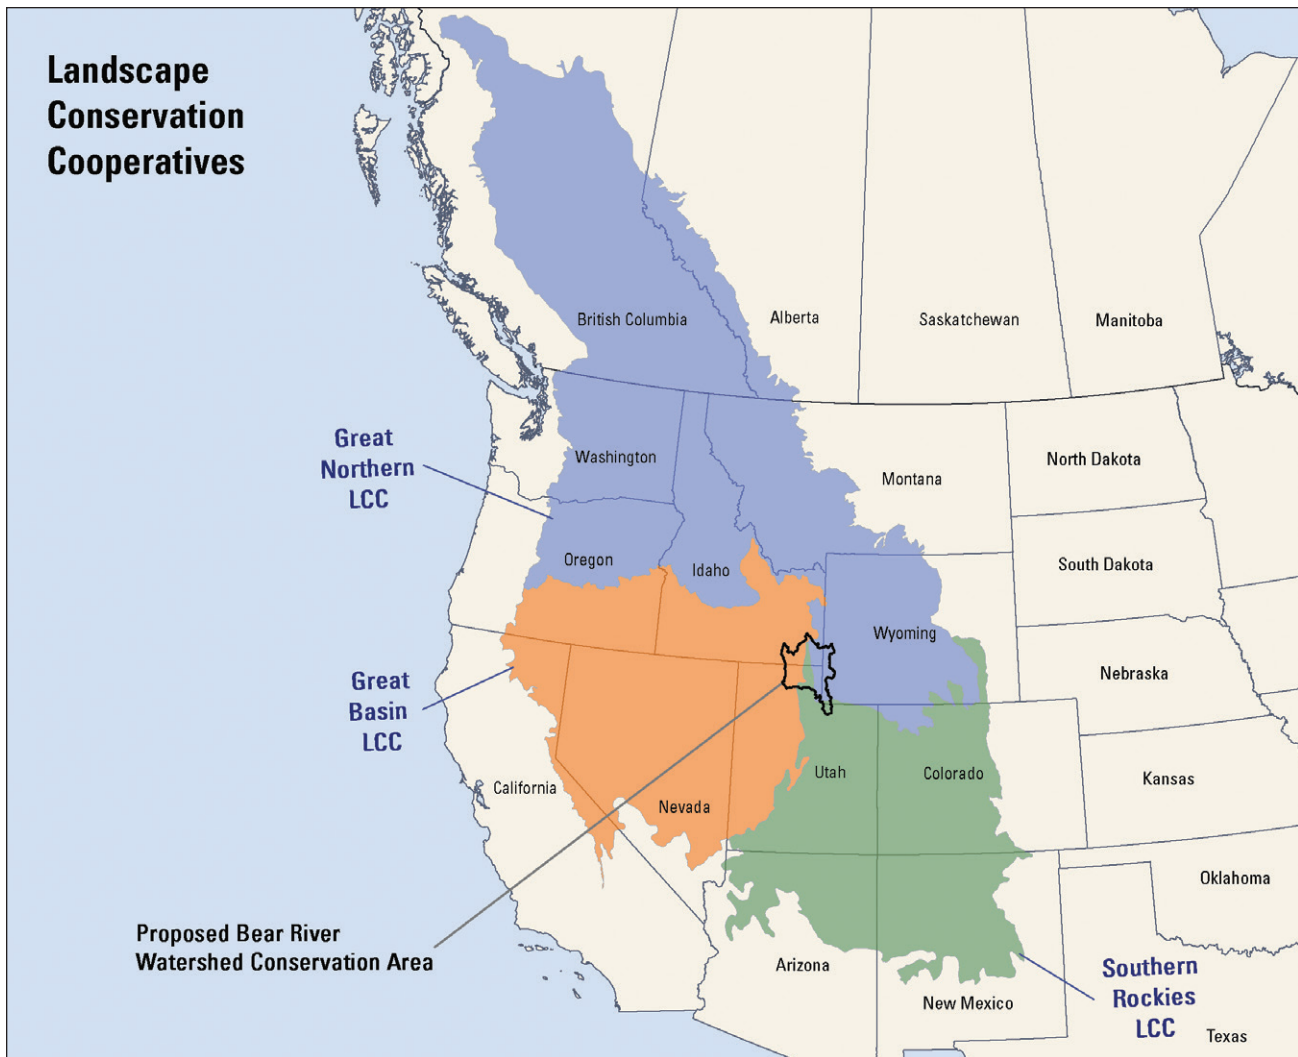 Landscape
Conservation
Cooperatives
British Columbia
Alberta
Saskatchewan
Manitoba
Great
Northern
LCC
Washington
Montana
North Dakota
Oregon
Idaho
South Dakota
Wyoming
Nebraska
Great
Basin
LCC
California
Nevada
Utah
Colorado
Kansas
Oklahoma
Proposed Bear River
Watershed Conservation Area
Arizona
New Mexico
Southern
Rockies
LCC
Texas